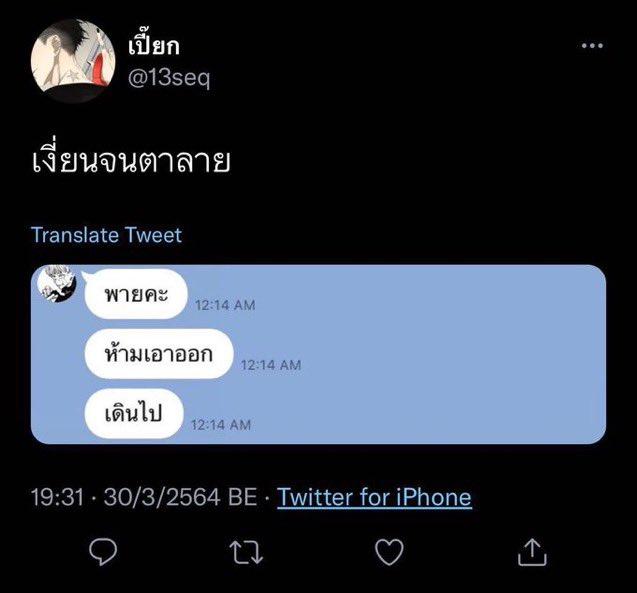 เปี๊ยก
@13seq
เงี่ยนจนตาลาย
Translate Tweet
พายคะ 12:14 AM
ห้ามเอาออก 12:14 AM
เดินไป 12:14 AM
19:31 · 30/3/2564 BE · Twitter for iPhone